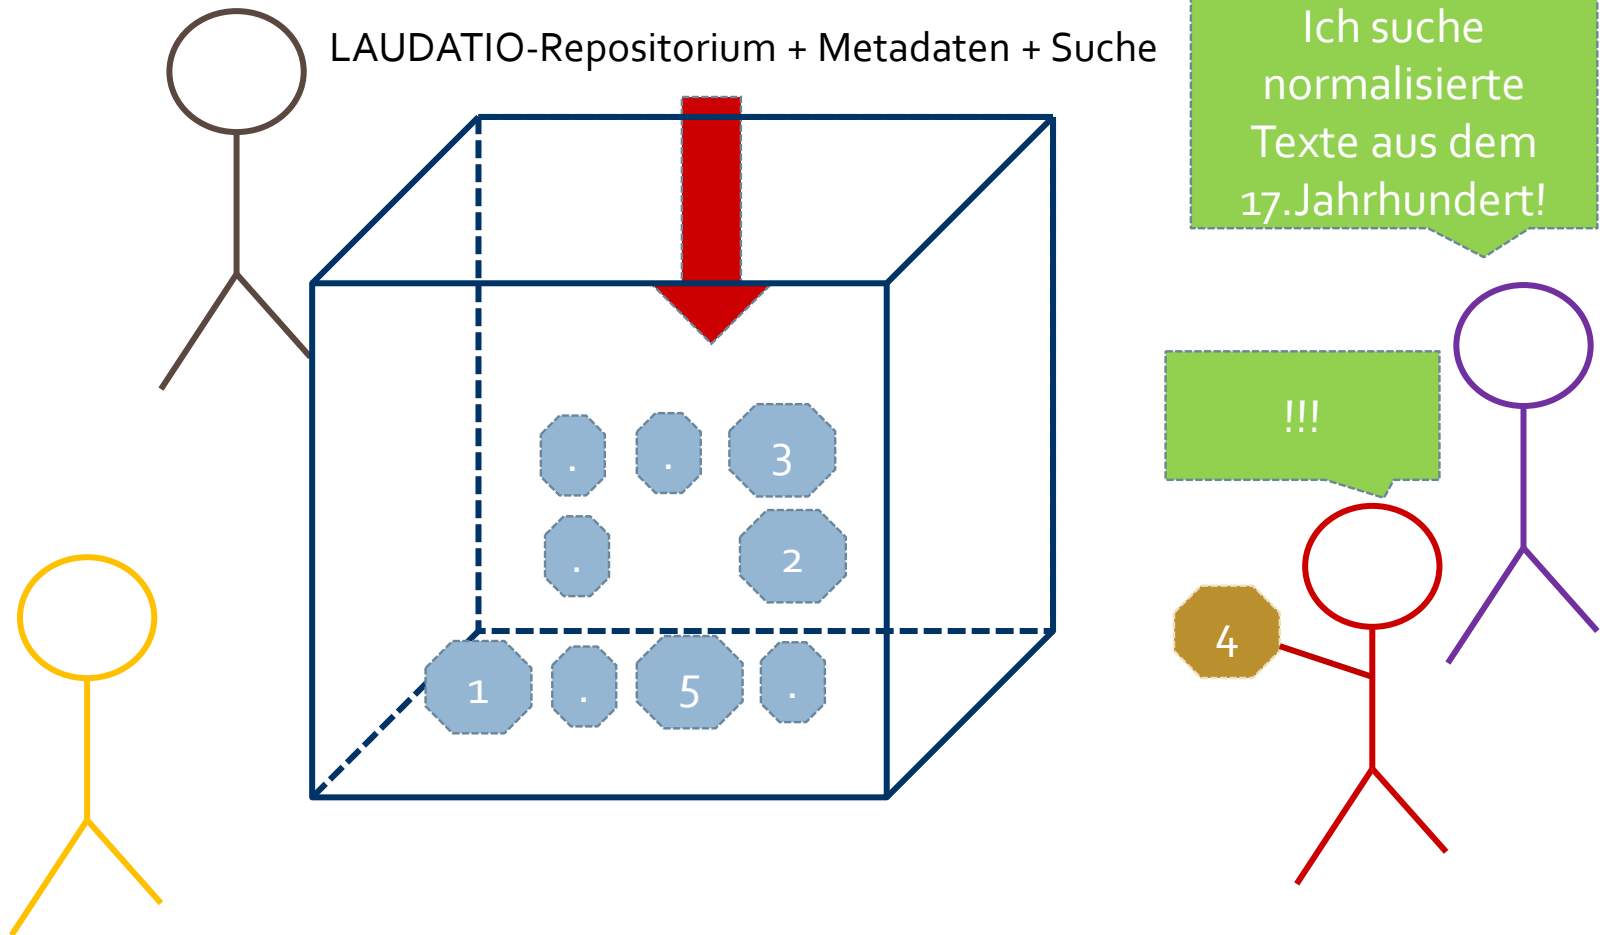 LAUDATIO-Repositorium + Metadaten + Suche
Ich suche
normalisierte
Texte aus dem
17.Jahrhundert!
!!!
. . 3
. 2
4
1 . 5 .